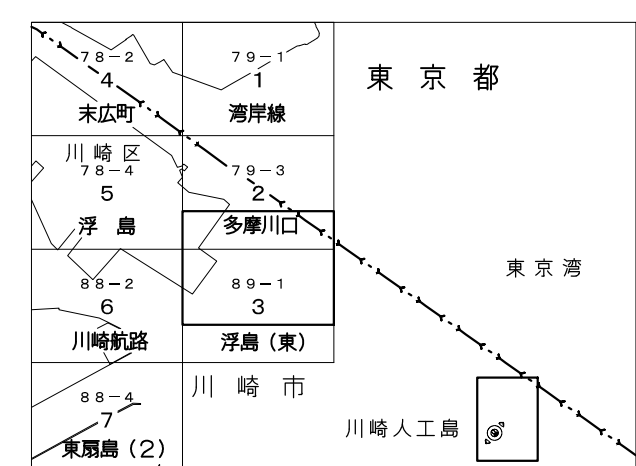 78-2
4
末広町
79-1
1
湾岸線
東京都
川崎区
78-4
5
浮島
79-3
2
多摩川口
88-2
6
川崎航路
89-1
3
浮島（東）
東京湾
川崎市
88-4
7
東扇島（2）
川崎人工島